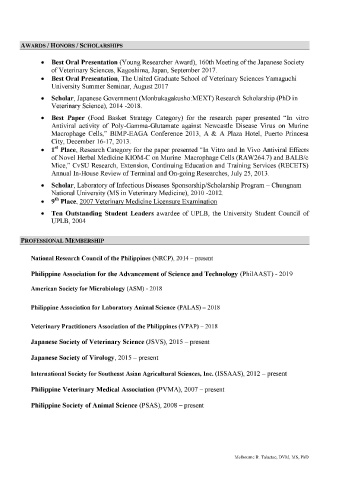 AWARDS / HONORS / SCHOLARSHIPS
• Best Oral Presentation (Young Researcher Award), 160th Meeting of the Japanese Society
of Veterinary Sciences, Kagoshima, Japan, September 2017.
• Best Oral Presentation, The United Graduate School of Veterinary Sciences Yamaguchi
University Summer Seminar, August 2017
• Scholar, Japanese Government (Monbukagakusho:MEXT) Research Scholarship (PhD in
Veterinary Science), 2014 -2018.
• Best Paper (Food Basket Strategy Category) for the research paper presented “In vitro
Antiviral activity of Poly-Gamma-Glutamate against Newcastle Disease Virus on Murine
Macrophage Cells,” BIMP-EAGA Conference 2013, A & A Plaza Hotel, Puerto Princesa
City, December 16-17, 2013.
• 1st Place, Research Category for the paper presented “In Vitro and In Vivo Antiviral Effects
of Novel Herbal Medicine KIOM-C on Murine Macrophage Cells (RAW264.7) and BALB/c
Mice,” CvSU Research, Extension, Continuing Education and Training Services (RECETS)
Annual In-House Review of Terminal and On-going Researches, July 25, 2013.
• Scholar, Laboratory of Infectious Diseases Sponsorship/Scholarship Program – Chungnam
National University (MS in Veterinary Medicine), 2010 -2012.
• 9th Place, 2007 Veterinary Medicine Licensure Examination
• Ten Outstanding Student Leaders awardee of UPLB, the University Student Council of
UPLB, 2004
PROFESSIONAL MEMBERSHIP
National Research Council of the Philippines (NRCP), 2014 – present
Philippine Association for the Advancement of Science and Technology (PhilAAST) - 2019
American Society for Microbiology (ASM) - 2018
Philippine Association for Laboratory Animal Science (PALAS) – 2018
Veterinary Practitioners Association of the Philippines (VPAP) – 2018
Japanese Society of Veterinary Science (JSVS), 2015 – present
Japanese Society of Virology, 2015 – present
International Society for Southeast Asian Agricultural Sciences, Inc. (ISSAAS), 2012 – present
Philippine Veterinary Medical Association (PVMA), 2007 – present
Philippine Society of Animal Science (PSAS), 2008 – present
Melbourne R. Talactac, DVM, MS, PhD